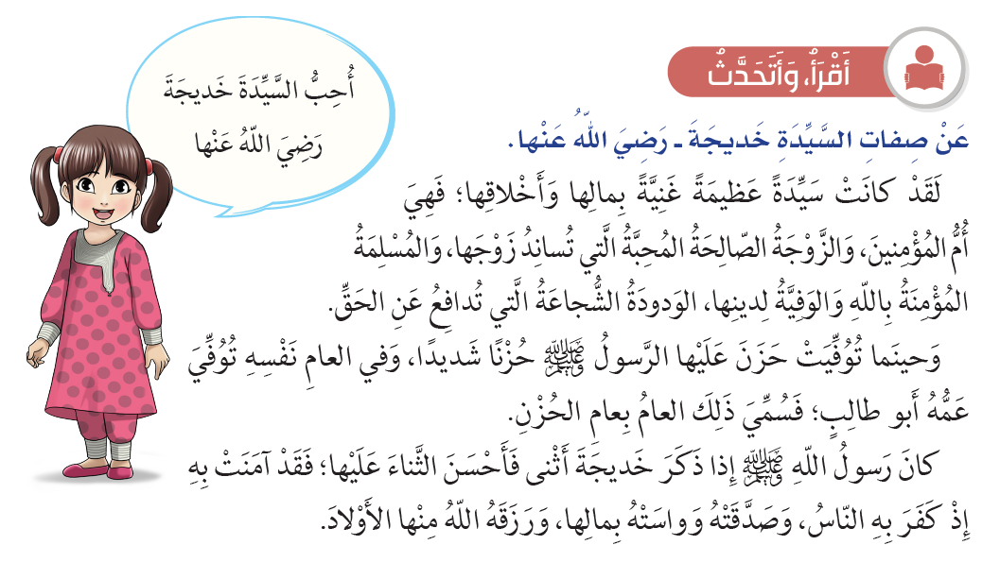 أَقْرَأُ، وَأَتَحَدَّثُ
أُحِبُّ السَّيِّدَةَ خَديجَةَ
رَضِيَ اللّهُ عَنْها
عَنْ صِفاتِ السَّيِّدَةِ خَديجَةَ ـ رَضِيَ اللّهُ عَنْها.
لَقَدْ كانَتْ سَيِّدَةً عَظيمَةً غَنِيَّةً بِمالِها وَأَخْلاقِها؛ فَهِيَ
أُمُّ المُؤْمِنينَ، وَالزَّوْجَةُ الصّالِحَةُ المُحِبَّةُ الَّتي تُسانِدُ زَوْجَها، وَالمُسْلِمَةُ
المُؤْمِنَةُ بِاللّهِ وَالوَفِيَّةُ لِدينِها، الوَدودَةُ الشُّجاعَةُ الَّتي تُدافِعُ عَنِ الحَقِّ.
وَحينَما تُوُفِّيَتْ حَزَنَ عَلَيْها الرَّسولُ ﷺ حُزْنًا شَديدًا، وَفي العامِ نَفْسِهِ تُوُفِّيَ
عَمُّهُ أَبو طالِبٍ؛ فَسُمِّيَ ذَلِكَ العامُ بِعامِ الحُزْنِ.
كانَ رَسولُ اللّهِ ﷺ إِذا ذَكَرَ خَديجَةَ أَثْنى فَأَحْسَنَ الثَّناءَ عَلَيْها؛ فَقَدْ آمَنَتْ بِهِ
إِذْ كَفَرَ بِهِ النّاسُ، وَصَدَّقَتْهُ وَواسَتْهُ بِمالِها، وَرَزَقَهُ اللّهُ مِنْها الأَوْلادَ.